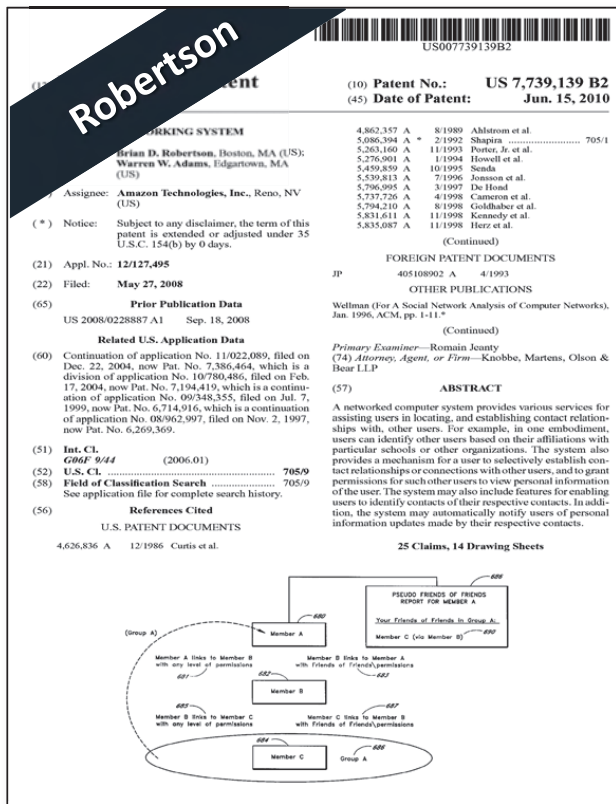 Robertson
US007739139B2
(10) Patent No.: US 7,739,139 B2
(45) Date of Patent: Jun. 15, 2010
SYSTEM
Brian D. Robertson, Boston, MA (US);
Warren W. Adams, Edgartown, MA
(US)
Assignee: Amazon Technologies, Inc., Reno, NV
(US)
( * ) Notice: Subject to any disclaimer, the term of this
patent is extended or adjusted under 35
U.S.C. 154(b) by 0 days.
(21) Appl. No.: 12/127,495
(22) Filed: May 27, 2008
(65) Prior Publication Data
US 2008/0228887 A1 Sep. 18, 2008
Related U.S. Application Data
(60) Continuation of application No. 11/022,089, filed on
Dec. 22, 2004, now Pat. No. 7,386,464, which is a
division of application No. 10/780,486, filed on Feb.
17, 2004, now Pat. No. 7,194,419, which is a continu-
ation of application No. 09/348,355, filed on Jul. 7,
1999, now Pat. No. 6,714,916, which is a continuation
of application No. 08/962,997, filed on Nov. 2, 1997,
now Pat. No. 6,269,369.
(51) Int. Cl.
G06F 9/44 (2006.01)
(52) U.S. Cl. ........................................................ 705/9
(58) Field of Classification Search .................... 705/9
See application file for complete search history.
(56) References Cited
U.S. PATENT DOCUMENTS
4,626,836 A 12/1986 Curtis et al.
4,862,357 A 8/1989 Ahlstrom et al.
5,086,394 A * 2/1992 Shapira ........................ 705/1
5,263,160 A 11/1993 Porter, Jr. et al.
5,276,901 A 1/1994 Howell et al.
5,459,859 A 10/1995 Senda
5,539,813 A 7/1996 Jonsson et al.
5,796,995 A 3/1997 De Hond
5,737,726 A 4/1998 Cameron et al.
5,794,210 A 8/1998 Goldhaber et al.
5,831,611 A 11/1998 Kennedy et al.
5,835,087 A 11/1998 Herz et al.
(Continued)
FOREIGN PATENT DOCUMENTS
JP 405108902 A 4/1993
OTHER PUBLICATIONS
Wellman (For A Social Network Analysis of Computer Networks),
Jan. 1996, ACM, pp. 1-11.*
(Continued)
Primary Examiner—Romain Jeanty
(74) Attorney, Agent, or Firm—Knobbe, Martens, Olson &
Bear LLP
(57) ABSTRACT
A networked computer system provides various services for
assisting users in locating, and establishing contact relation-
ships with, other users. For example, in one embodiment,
users can identify other users based on their affiliations with
particular schools or other organizations. The system also
provides a mechanism for a user to selectively establish con-
tact relationships or connections with other users, and to grant
permissions for such other users to view personal information
of the user. The system may also include features for enabling
users to identify contacts of their respective contacts. In addi-
tion, the system may automatically notify users of personal
information updates made by their respective contacts.
25 Claims, 14 Drawing Sheets
689
PSEUDO FRIENDS OF FRIENDS
REPORT FOR MEMBER A
Your Friends of Friends in Group A:
Member C (via Member B) 690
680
(Group A)
Member A
Member A links to Member B
with any level of permissions
681
Member B links to Member A
with Friends of Friends\permissions
683
682
Member B
685
Member B links to Member C
with any level of permissions
687
Member C links to Member B
with Friends of Friends\permissions
684
Member C
Group A
686